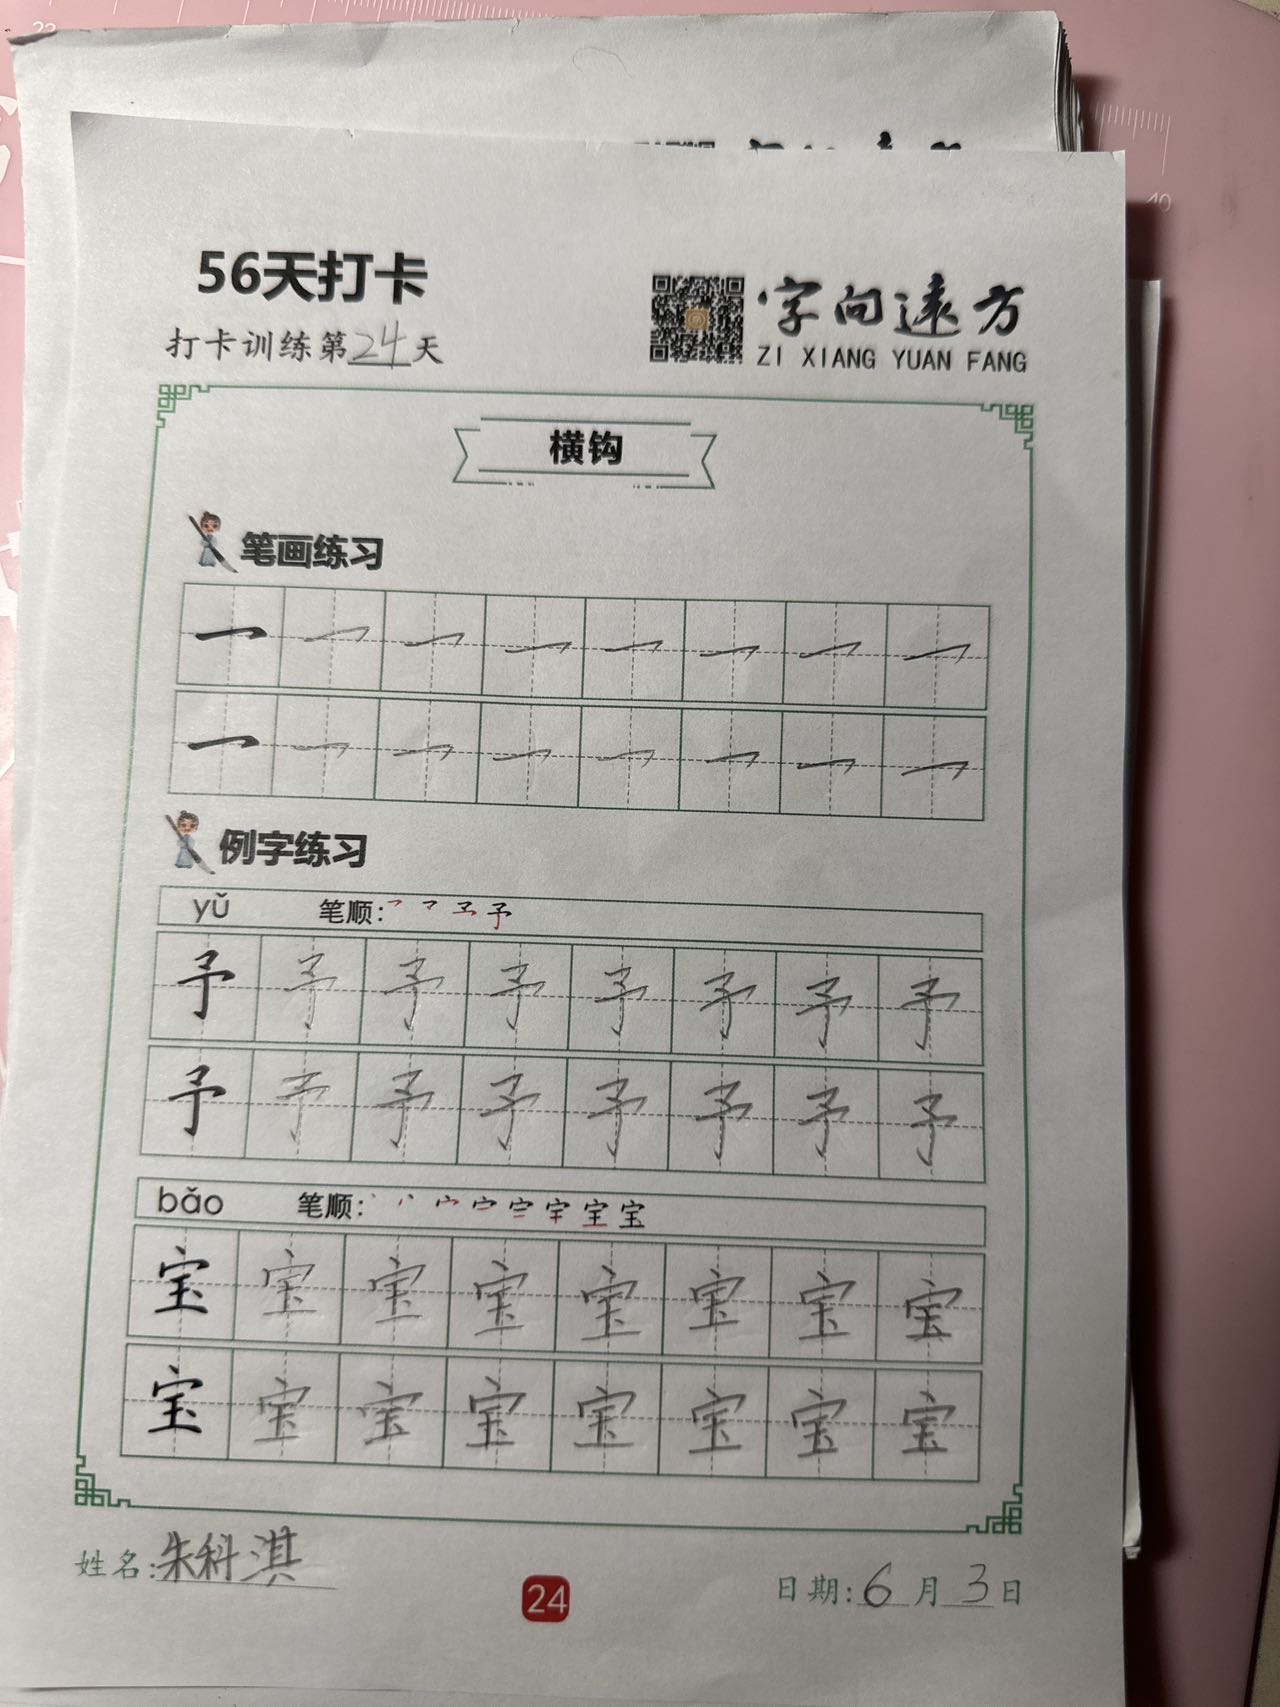 56天打卡
打卡训练第24天
字向远方
ZI XIANG YUAN FANG
横钩
笔画练习
㇖ ㇖ ㇖ ㇖ ㇖ ㇖ ㇖ ㇖
㇖ ㇖ ㇖ ㇖ ㇖ ㇖ ㇖ ㇖
例字练习
yǔ 笔顺:
予 予 予 予 予 予 予 予
予 予 予 予 予 予 予 予
bǎo 笔顺:
宝 宝 宝 宝 宝 宝 宝 宝
宝 宝 宝 宝 宝 宝 宝 宝
姓名:朱科淇
24
日期:6月3日